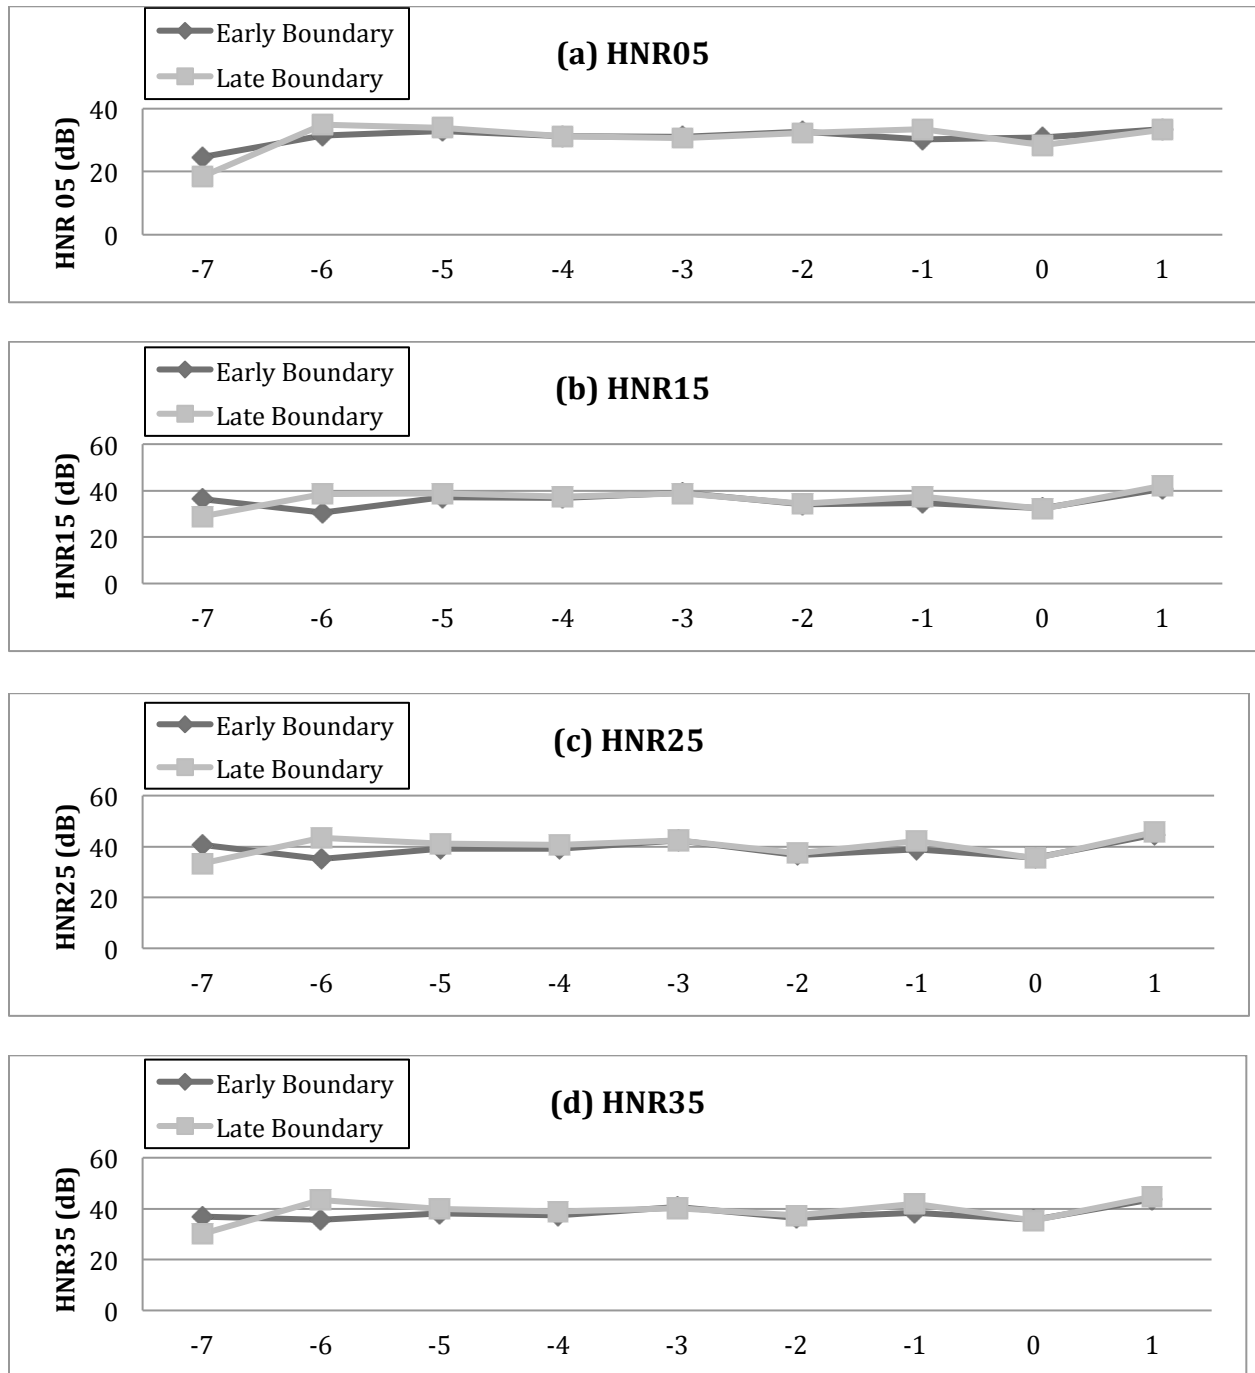 Early Boundary
Late Boundary
(a) HNR05
HNR 05 (dB)
40
20
0
-7 -6 -5 -4 -3 -2 -1 0 1
Early Boundary
Late Boundary
(b) HNR15
HNR15 (dB)
60
40
20
0
-7 -6 -5 -4 -3 -2 -1 0 1
Early Boundary
Late Boundary
(c) HNR25
HNR25 (dB)
60
40
20
0
-7 -6 -5 -4 -3 -2 -1 0 1
Early Boundary
Late Boundary
(d) HNR35
HNR35 (dB)
60
40
20
0
-7 -6 -5 -4 -3 -2 -1 0 1